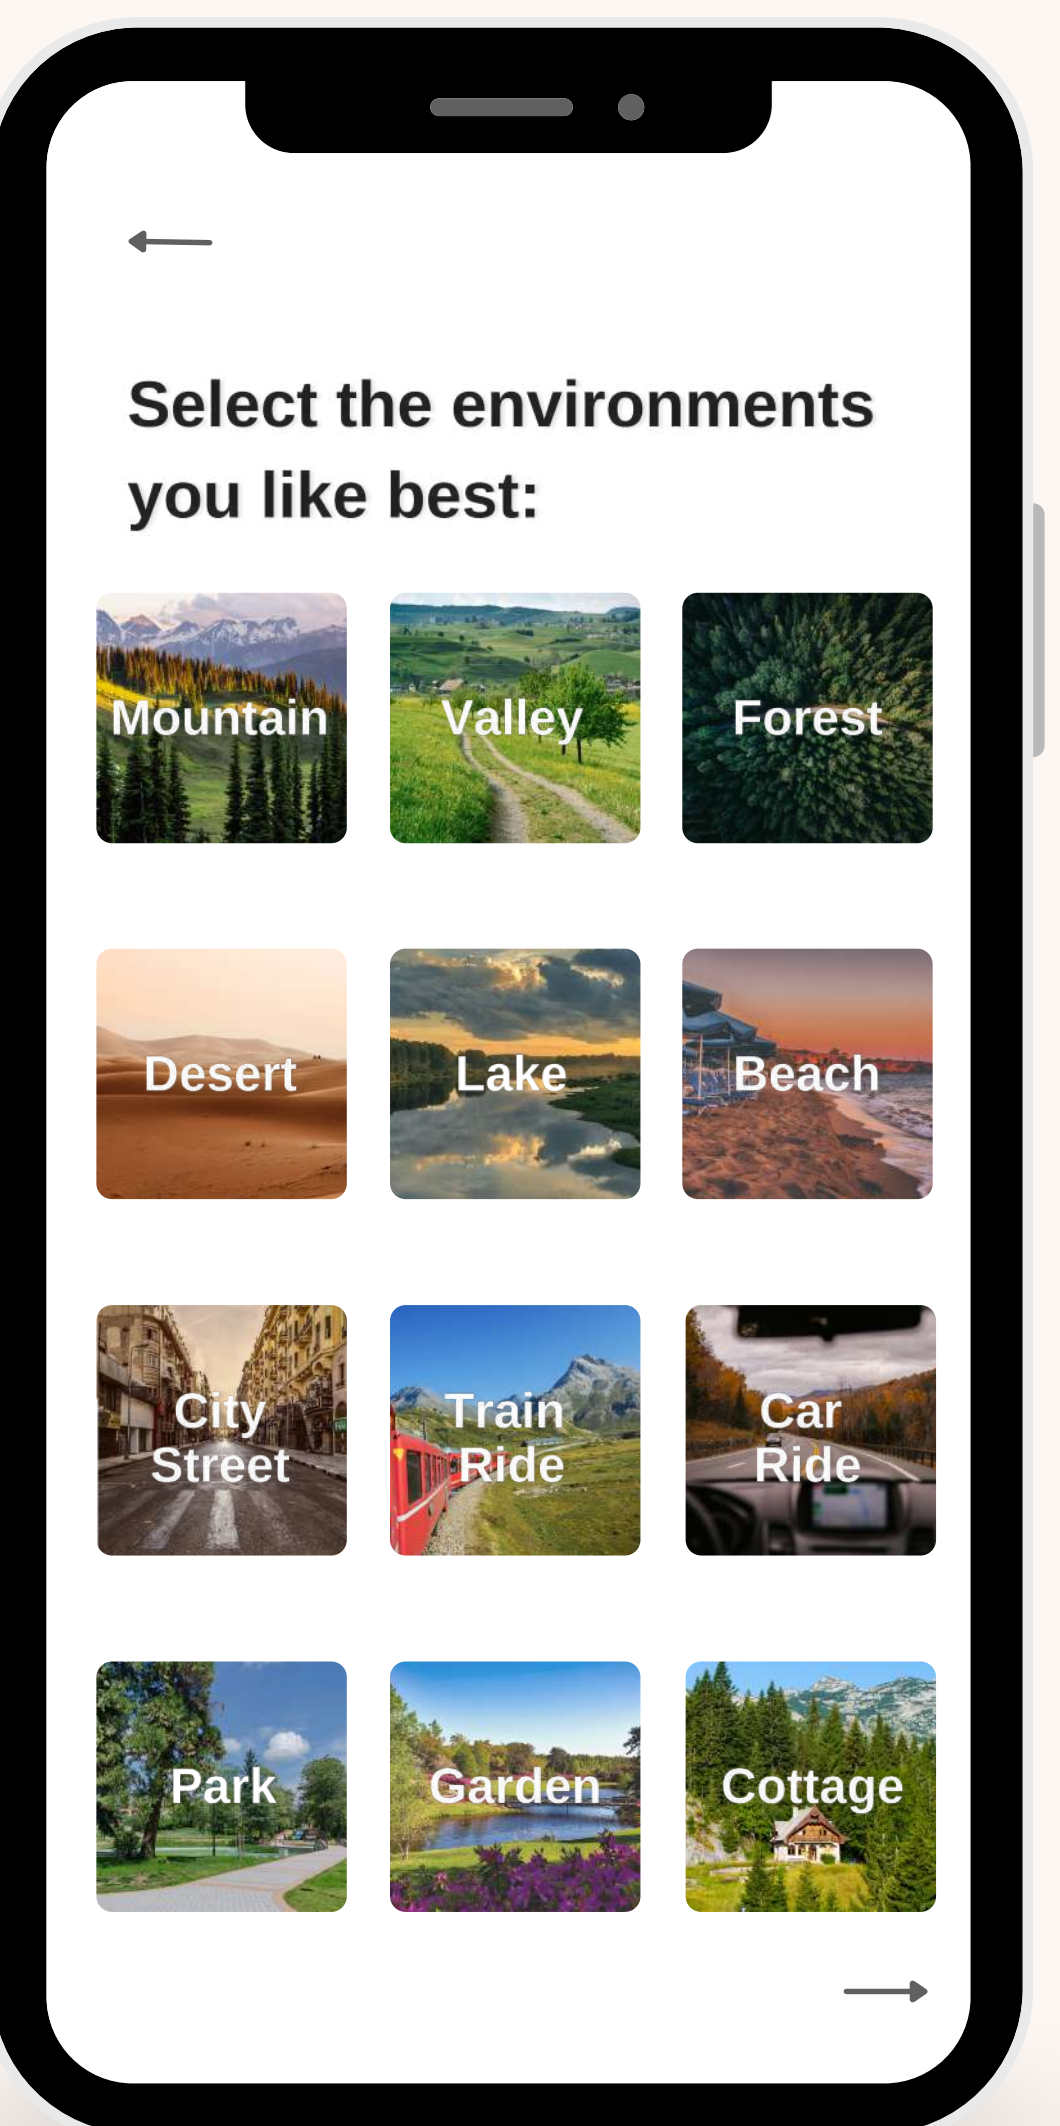 Select the environments
you like best:
Mountain
Valley
Forest
Desert
Lake
Beach
City
Street
Train
Ride
Car
Ride
Park
Garden
Cottage